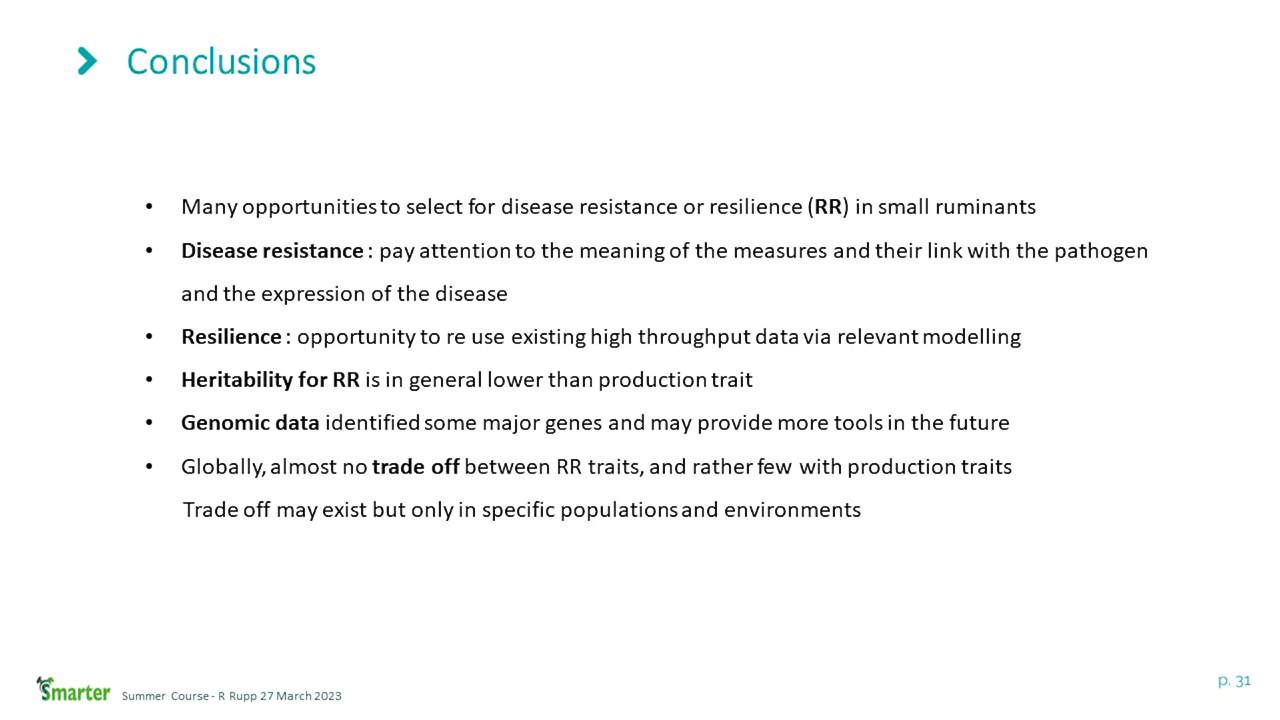 Conclusions
• Many opportunities to select for disease resistance or resilience (RR) in small ruminants
• Disease resistance : pay attention to the meaning of the measures and their link with the pathogen
and the expression of the disease
• Resilience : opportunity to re use existing high throughput data via relevant modelling
• Heritability for RR is in general lower than production trait
• Genomic data identified some major genes and may provide more tools in the future
• Globally, almost no trade off between RR traits, and rather few with production traits
Trade off may exist but only in specific populations and environments
Smarter
Summer Course - R Rupp 27 March 2023
p. 31